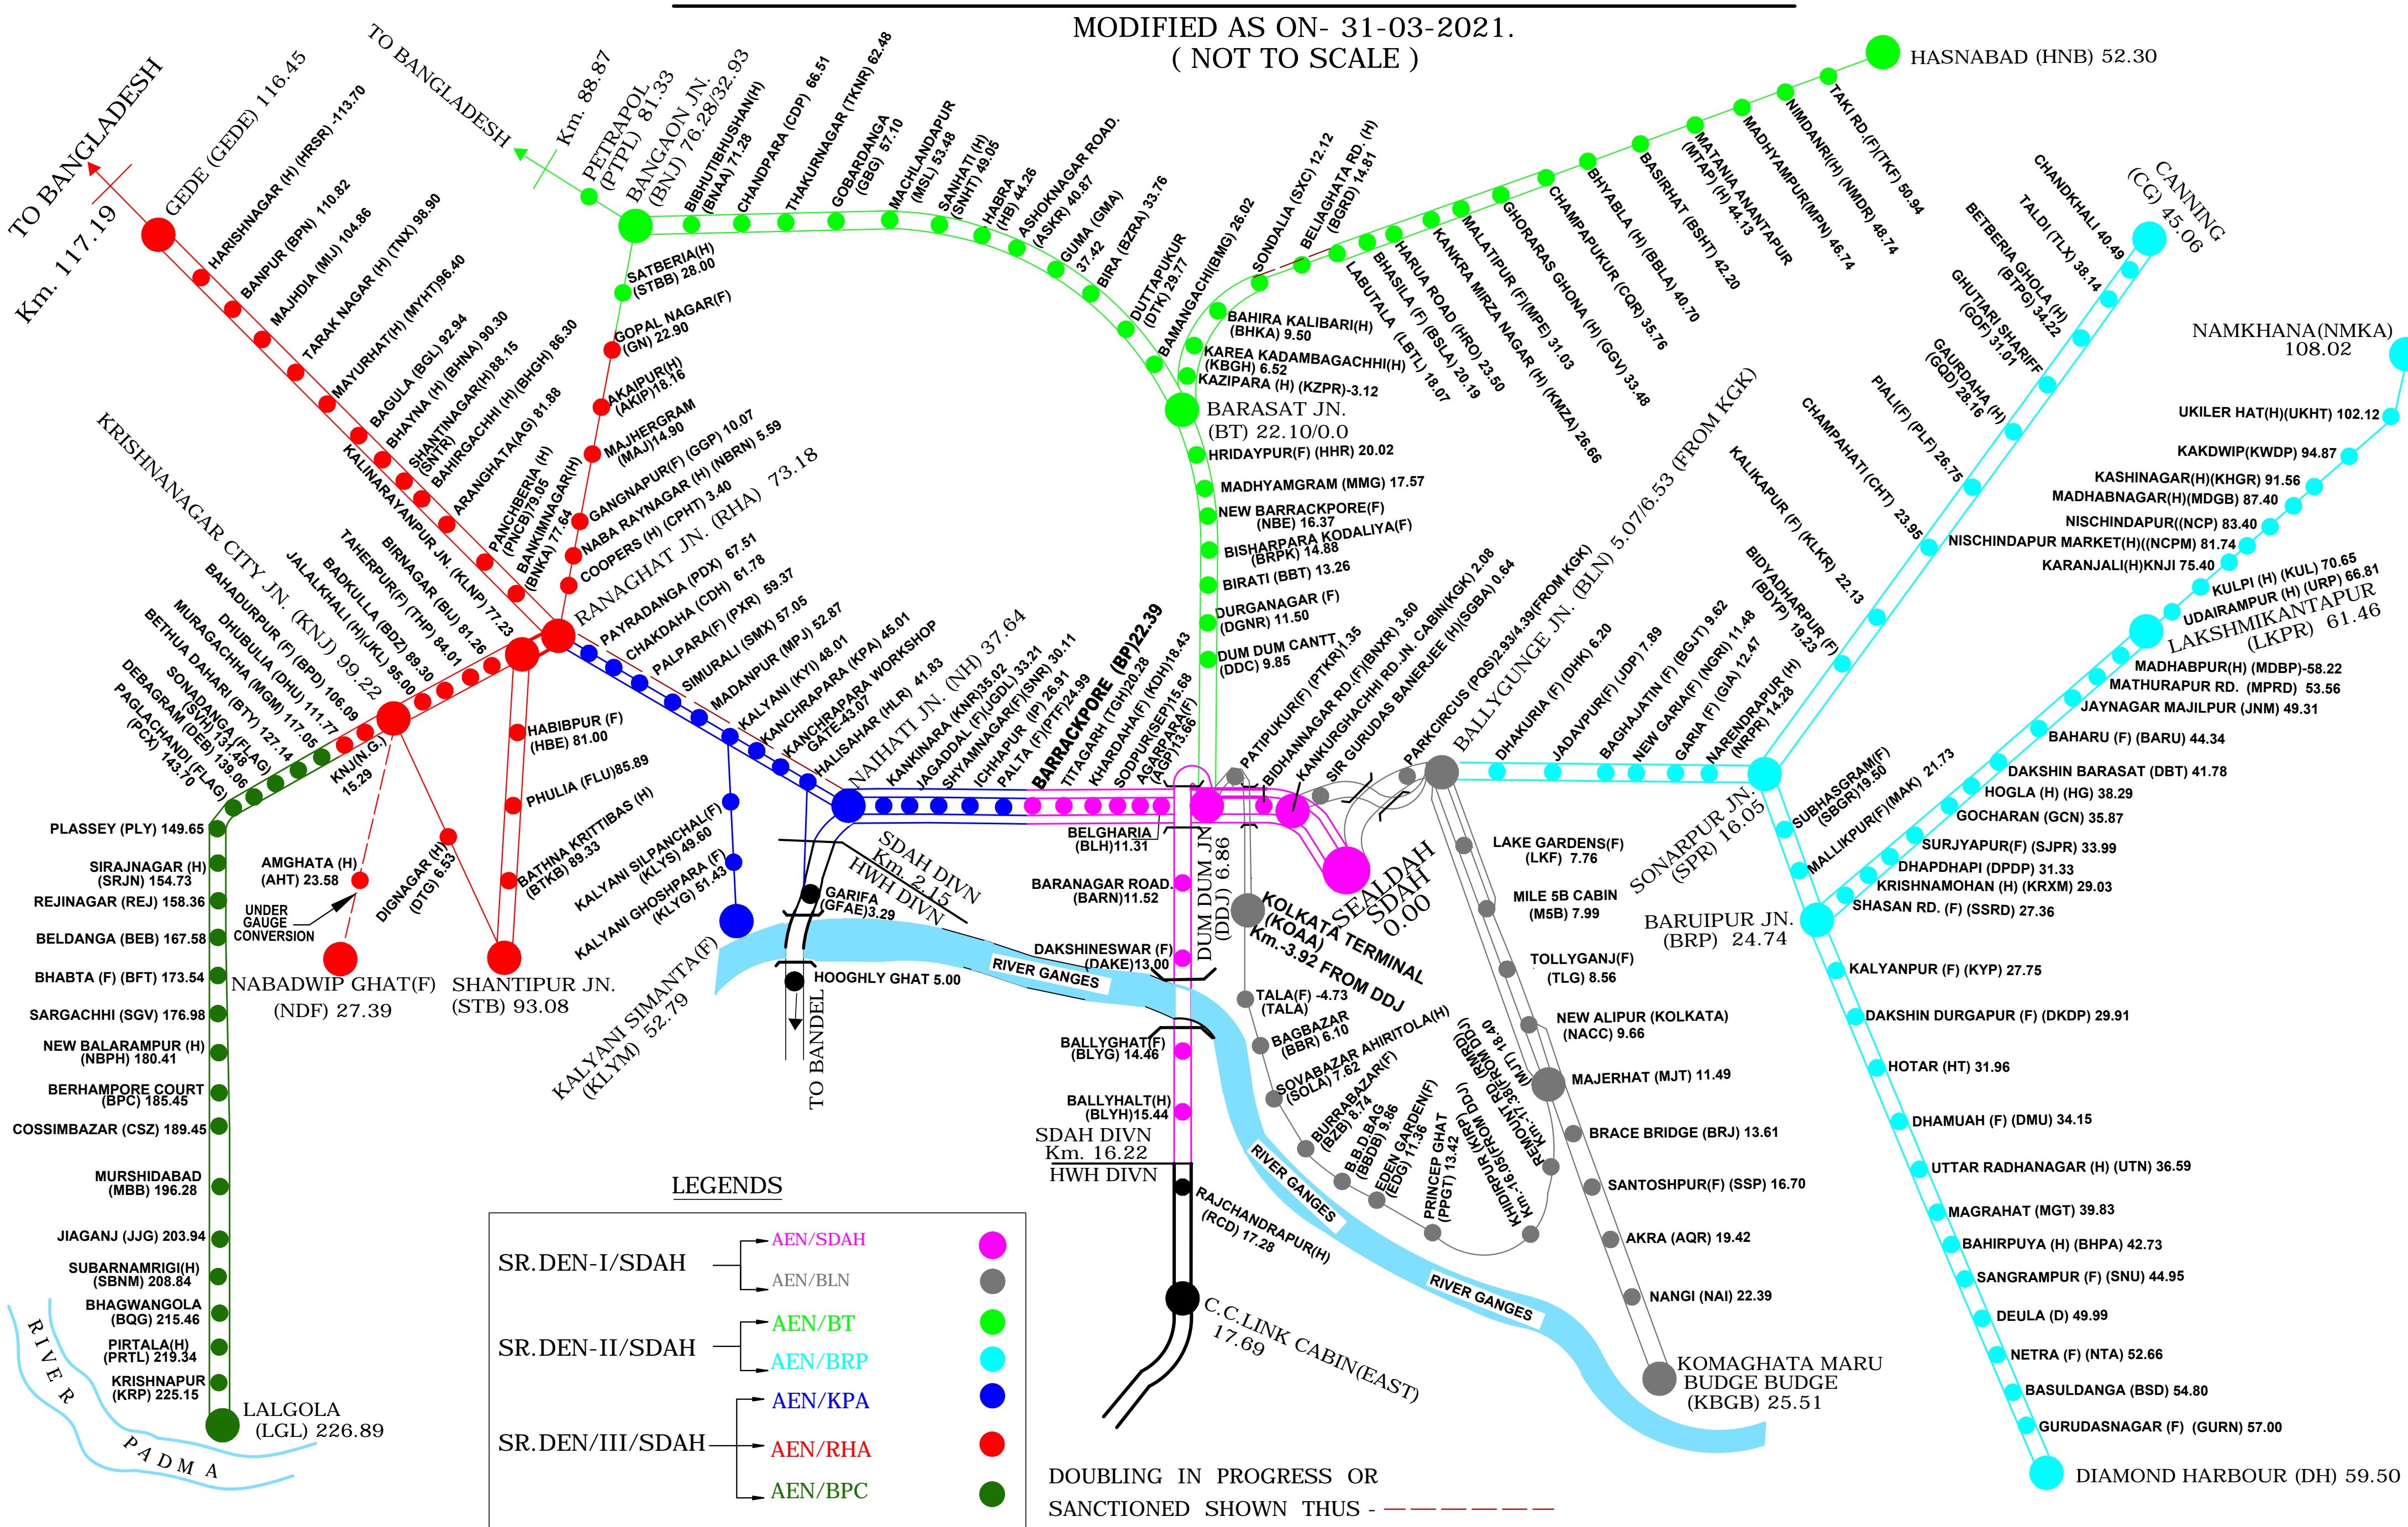 MODIFIED AS ON- 31-03-2021.
( NOT TO SCALE )
TO BANGLADESH
Km. 117.19
GEDE (GEDE) 116.45
HARISHNAGAR (H) (HRSR) -113.70
BANPUR (BPN) 110.82
MAJHDIA (MIJ) 104.86
TARAK NAGAR (H) (TNX) 98.90
MAYURHAT(H) (MYHT)96.40
BAGULA (BGL) 92.94
BHAYNA (H) (BHNA) 90.30
SHANTINAGAR(H)88.15
(SNTR)
BAHIRGACHHI (H)(BHGH) 86.30
ARANGHATA(AG) 81.88
PANCHBERIA (H)
(PNCB)79.05
BANKIMNAGAR(H)
(BNKA) 77.64
TO BANGLADESH
Km. 88.87
PETRAPOL
(PTPL) 81.33
BANGAON JN.
(BNJ) 76.28/32.93
BIBHUTIBHUSHAN(H)
(BNAA) 71.28
CHANDPARA (CDP) 66.51
THAKURNAGAR (TKNR) 62.48
GOBARDANGA
(GBG) 57.10
MACHLANDAPUR
(MSL) 53.48
SANHATI (H)
(SNHT) 49.05
HABRA
(HB) 44.26
ASHOKNAGAR ROAD.
(ASKR) 40.87
GUMA (GMA)
37.42
BIRA (BZRA) 33.76
DUTTAPUKUR
(DTK) 29.77
BAMANGACHI(BMG) 26.02
SATBERIA(H)
(STBB) 28.00
GOPAL NAGAR(F)
(GN) 22.90
AKAIPUR(H)
(AKIP)18.16
MAJHERGRAM
(MAJ)14.90
GANGNAPUR(F) (GGP) 10.07
NABA RAYNAGAR (H) (NBRN) 5.59
COOPERS (H) (CPHT) 3.40
RANAGHAT JN. (RHA) 73.18
SONDALLIA (SXC) 12.12
BELIAGHATA RD. (H)
(BGRD) 14.81
LABUTALA (LBTL) 18.07
BHASILA (F) (BSLA) 20.19
HARUA ROAD (HRO) 23.50
KANKRA MIRZA NAGAR (H) (KMZA) 26.66
MALATIPUR (F)(MPE) 31.03
GHORARAS GHONA (H) (GGV) 33.48
CHAMPAPUKUR (CQR) 35.76
BHYABLA (H) (BBLA) 40.70
BASIRHAT (BSHT) 42.20
MATANIA ANANTAPUR
(MTAP) (H) 44.13
MADHYAMPUR(MPN) 46.74
NIMDANRI(H) (NMDR) 48.74
TAKI RD.(F)(TKF) 50.94
HASNABAD (HNB) 52.30
BAHIRA KALIBARI(H)
(BHKA) 9.50
KAREA KADAMBAGACHHI(H)
(KBGH) 6.52
KAZIPARA (H) (KZPR)-3.12
BARASAT JN.
(BT) 22.10/0.0
HRIDAYPUR(F) (HHR) 20.02
MADHYAMGRAM (MMG) 17.57
NEW BARRACKPORE(F)
(NBE) 16.37
BISHARPARA KODALIYA(F)
(BRPK) 14.88
BIRATI (BBT) 13.26
DURGANAGAR (F)
(DGNR) 11.50
DUM DUM CANTT.
(DDC) 9.85
CANNING
(CG) 45.06
CHANDKHALI 40.49
TALDI (TLX) 38.14
BETBERIA GHOLA (H)
(BTPG) 34.22
GHUTIARI SHARIFF
(GOF) 31.01
GAURDAHA (H)
(GQD) 28.16
PIALI(F) (PLF) 26.75
CHAMPAHATI (CHT) 23.95
KALIKAPUR (F) (KLKR) 22.13
BIDYADHARPUR (F)
(BDYP) 19.23
NAMKHANA(NMKA)
108.02
UKILER HAT(H)(UKHT) 102.12
KAKDWIP(KWDP) 94.87
KASHINAGAR(H)(KHGR) 91.56
MADHABNAGAR(H)(MDGB) 87.40
NISCHINDAPUR((NCP) 83.40
NISCHINDAPUR MARKET(H)((NCPM) 81.74
KARANJALI(H)KNJI 75.40
KULPI (H) (KUL) 70.65
UDAIRAMPUR (H) (URP) 66.81
LAKSHMIKANTAPUR
(LKPR) 61.46
MADHABPUR(H) (MDBP)-58.22
MATHURAPUR RD. (MPRD) 53.56
JAYNAGAR MAJILPUR (JNM) 49.31
BAHARU (F) (BARU) 44.34
DAKSHIN BARASAT (DBT) 41.78
HOGLA (H) (HG) 38.29
GOCHARAN (GCN) 35.87
SURJYAPUR(F) (SJPR) 33.99
DHAPDHAPI (DPDP) 31.33
KRISHNAMOHAN (H) (KRXM) 29.03
SHASAN RD. (F) (SSRD) 27.36
KRISHNANAGAR CITY JN. (KNJ) 99.22
KALINARAYANPUR JN. (KLNP) 77.23
BIRNAGAR (BIJ) 81.26
TAHERPUR(F) (THP) 84.01
BADKULLA (BDZ) 89.30
JALALKHALI (H)(JKL) 95.00
BAHADURPUR (F) (BPD) 106.09
DHUBULIA (DHU) 111.77
MURAGACHHA (MGM) 117.05
BETHUA DAHARI (BTY) 127.14
SONADANGA (FLAG)
(SVH) 131.48
DEBAGRAM (DEB) 139.06
PAGLACHANDI (FLAG)
(PCX) 143.70
PLASSEY (PLY) 149.65
SIRAJNAGAR (H)
(SRJN) 154.73
REJINAGAR (REJ) 158.36
BELDANGA (BEB) 167.58
BHABTA (F) (BFT) 173.54
SARGACHHI (SGV) 176.98
NEW BALARAMPUR (H)
(NBPH) 180.41
BERHAMPORE COURT
(BPC) 185.45
COSSIMBAZAR (CSZ) 189.45
MURSHIDABAD
(MBB) 196.28
JIAGANJ (JJG) 203.94
SUBARNAMRIGI(H)
(SBNM) 208.84
BHAGWANGOLA
(BQG) 215.46
PIRTALA(H)
(PRTL) 219.34
KRISHNAPUR
(KRP) 225.15
LALGOLA
(LGL) 226.89
RIVER
PADMA
KNJ(N.G.)
15.29
AMGHATA (H)
(AHT) 23.58
UNDER
GAUGE
CONVERSION
NABADWIP GHAT(F)
(NDF) 27.39
DIGNAGAR (H)
(DTG) 6.53
HABIBPUR (F)
(HBE) 81.00
PHULIA (FLU)85.89
BATHNA KRITTIBAS (H)
(BTKB) 89.33
SHANTIPUR JN.
(STB) 93.08
PAYRADANGA (PDX) 67.51
CHAKDAHA (CDH) 61.78
PALPARA(F) (PXR) 59.37
SIMURALI (SMX) 57.05
MADANPUR (MPJ) 52.87
KALYANI (KYI) 48.01
KANCHRAPARA (KPA) 45.01
KANCHRAPARA WORKSHOP
GATE-43.07
HALISAHAR (HLR) 41.83
NAIHATI JN. (NH) 37.64
KALYANI SILPANCHAL(F)
(KLYS) 49.60
KALYANI GHOSHPARA (F)
(KLYG) 51.43
KALYANI SIMANTA(F)
(KLYM) 52.79
KANKINARA (KNR)35.02
JAGADDAL (F)(JGDL) 33.21
SHYAMNAGAR(F)(SNR) 30.11
ICHHAPUR (IP) 26.91
PALTA (F)(PTF)24.99
BARRACKPORE (BP)22.39
TITAGARH (TGH)20.28
KHARDAHA(F) (KDH)18.43
SODPUR(SEP)15.68
AGARPARA(F)
(AGP)13.66
BELGHARIA
(BLH)11.31
DUM DUM JN
(DDJ) 6.86
SDAH DIVN
Km. 2.15
HWH DIVN
GARIFA
(GFAE)3.29
HOOGHLY GHAT 5.00
TO BANDEL
RIVER GANGES
BARANAGAR ROAD.
(BARN)11.52
DAKSHINESWAR (F)
(DAKE)13.00
BALLYGHAT(F)
(BLYG) 14.46
BALLYHALT(H)
(BLYH)15.44
SDAH DIVN
Km. 16.22
HWH DIVN
RAJCHANDRAPUR(H)
(RCD) 17.28
C.C.LINK CABIN(EAST)
17.69
PATIPUKUR(F) (PTKR)1.35
BIDHANNAGAR RD.(F)(BNXR) 3.60
KANKURGHACHHI RD.JN. CABIN(KGK) 2.08
SIR GURUDAS BANERJEE (H)(SGBA) 0.64
PARKCIRCUS (PQS)2.93/4.39(FROM KGK)
BALLYGUNGE JN. (BLN) 5.07/6.53 (FROM KGK)
SEALDAH
SDAH
0.00
KOLKATA TERMINAL
(KOAA)
Km.-3.92 FROM DDJ
TALA(F) -4.73
(TALA)
BAGBAZAR
(BBR) 6.10
SOVABAZAR AHIRITOLA(H)
(SOLA) 7.62
BURRABAZAR(F)
(BZB) 8.74
B.B.D.BAG
(BBDB) 9.86
EDEN GARDEN(F)
(EDG) 11.36
PRINCEP GHAT
(PPGT) 13.42
KHIDIRPUR (KIRP)
Km.-16.05(FROM DDJ)
REMOUNT RD. (RMRD)
Km.-17.38(FROM DDJ)
(MJT) 18.40
RIVER GANGES
RIVER GANGES
DHAKURIA (F) (DHK) 6.20
JADAVPUR(F) (JDP) 7.89
BAGHAJATIN (F) (BGJT) 9.62
NEW GARIA(F) (NGRI) 11.48
GARIA (F) (GIA) 12.47
NARENDRAPUR (H)
(NRPR) 14.28
SONARPUR JN.
(SPR) 16.05
SUBHASGRAM(F)
(SBGR)19.50
MALLIKPUR(F)(MAK) 21.73
BARUIPUR JN.
(BRP) 24.74
LAKE GARDENS(F)
(LKF) 7.76
MILE 5B CABIN
(M5B) 7.99
TOLLYGANJ(F)
(TLG) 8.56
NEW ALIPUR (KOLKATA)
(NACC) 9.66
MAJERHAT (MJT) 11.49
BRACE BRIDGE (BRJ) 13.61
SANTOSHPUR(F) (SSP) 16.70
AKRA (AQR) 19.42
NANGI (NAI) 22.39
KOMAGHATA MARU
BUDGE BUDGE
(KBGB) 25.51
KALYANPUR (F) (KYP) 27.75
DAKSHIN DURGAPUR (F) (DKDP) 29.91
HOTAR (HT) 31.96
DHAMUAH (F) (DMU) 34.15
UTTAR RADHANAGAR (H) (UTN) 36.59
MAGRAHAT (MGT) 39.83
BAHIRPUYA (H) (BHPA) 42.73
SANGRAMPUR (F) (SNU) 44.95
DEULA (D) 49.99
NETRA (F) (NTA) 52.66
BASULDANGA (BSD) 54.80
GURUDASNAGAR (F) (GURN) 57.00
DIAMOND HARBOUR (DH) 59.50
LEGENDS
SR.DEN-I/SDAH
AEN/SDAH
AEN/BLN
SR.DEN-II/SDAH
AEN/BT
AEN/BRP
SR.DEN/III/SDAH
AEN/KPA
AEN/RHA
AEN/BPC
DOUBLING IN PROGRESS OR
SANCTIONED SHOWN THUS -